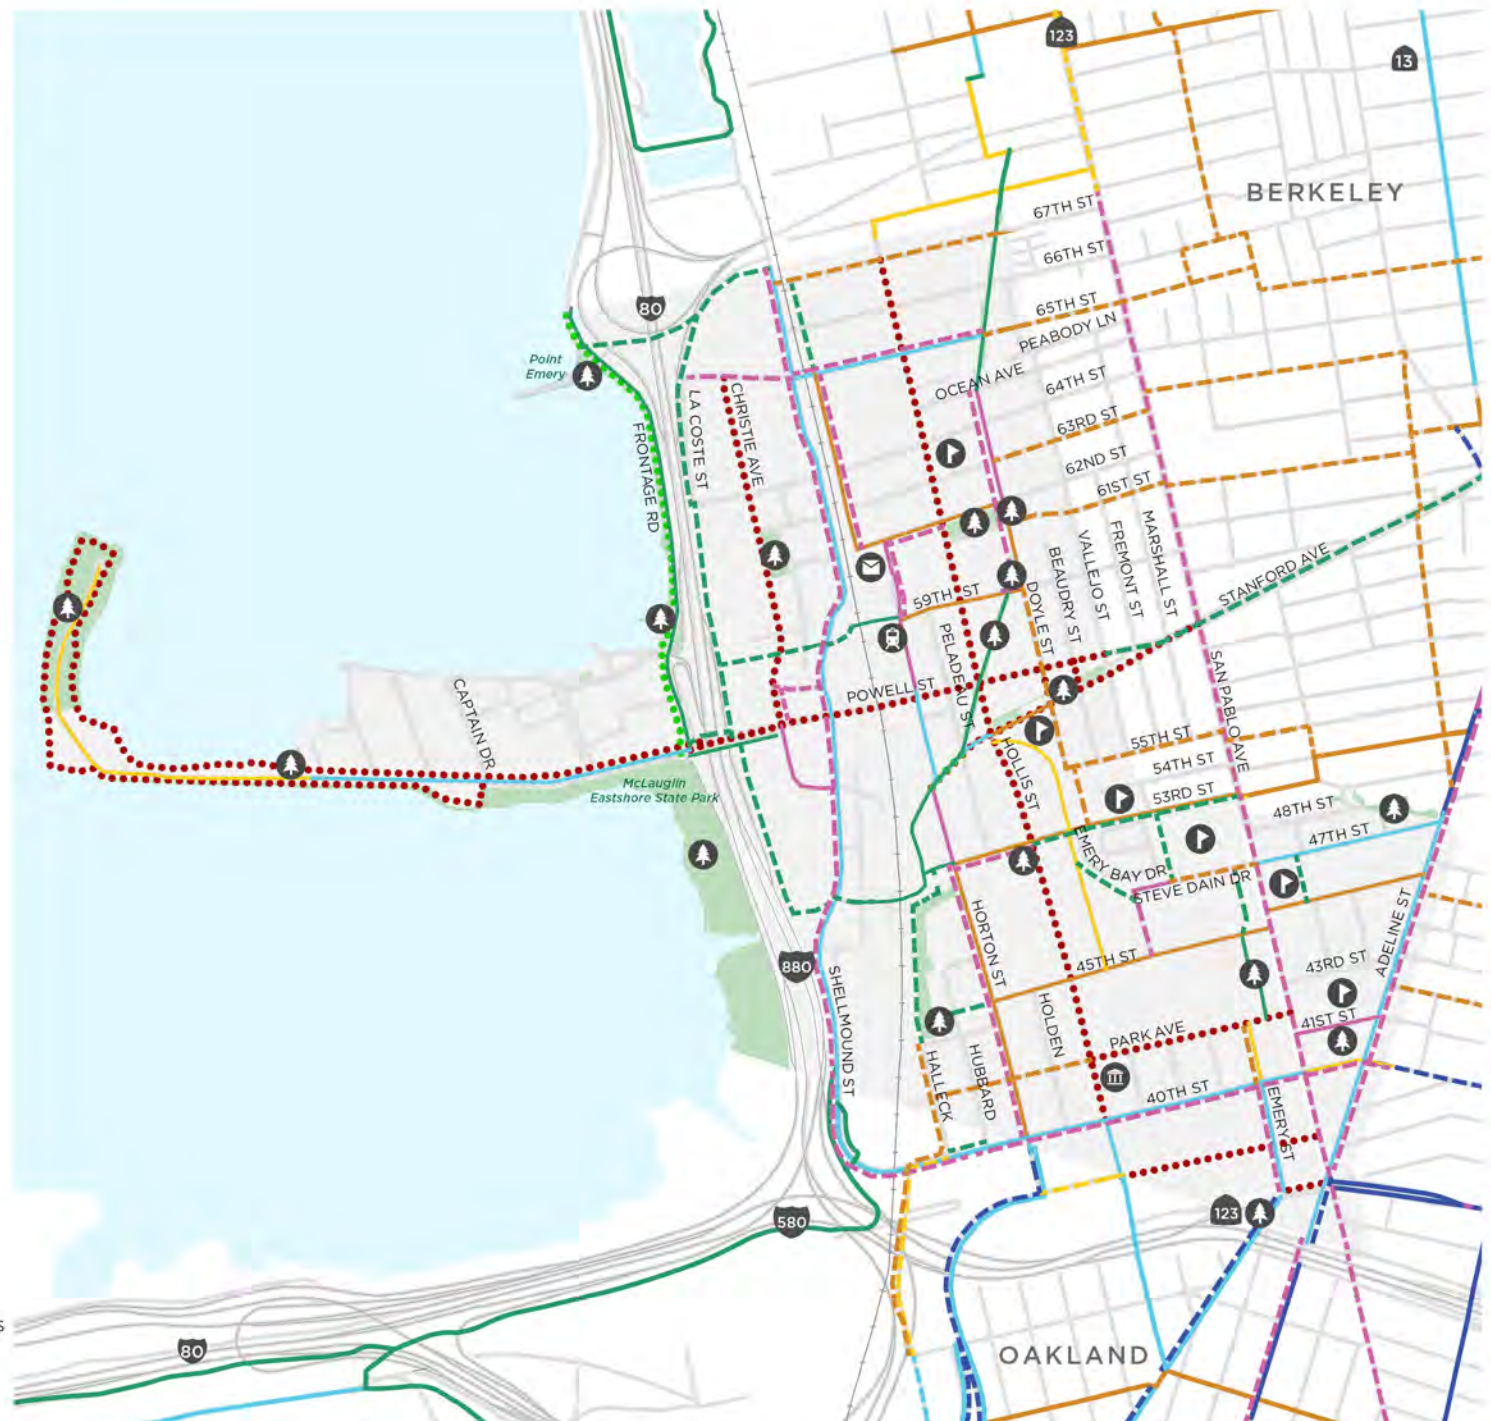 123
13
BERKELEY
67TH ST
66TH ST
80
65TH ST
PEABODY LN
Point
Emery
OCEAN AVE
64TH ST
LA COSTE ST
CHRISTIE AVE
63RD ST
FRONTAGE RD
62ND ST
61ST ST
MARSHALL ST
FREMONT ST
VALLEJO ST
BEAUDRY ST
STANFORD AVE
59TH ST
DOYLE ST
PELADEAU ST
SAN PABLO AVE
CAPTAIN DR
POWELL ST
55TH ST
HOLLIS ST
54TH ST
McLaughlin
Eastshore State Park
53RD ST
48TH ST
47TH ST
EMERY BAY DR
STEVE DAIN DR
HORTON ST
ADELINE ST
880
45TH ST
43RD ST
SHELLMOUND ST
HOLDEN
41ST ST
PARK AVE
HUBBARD
HALLECK
40TH ST
EMERY ST
580
123
S
80
OAKLAND